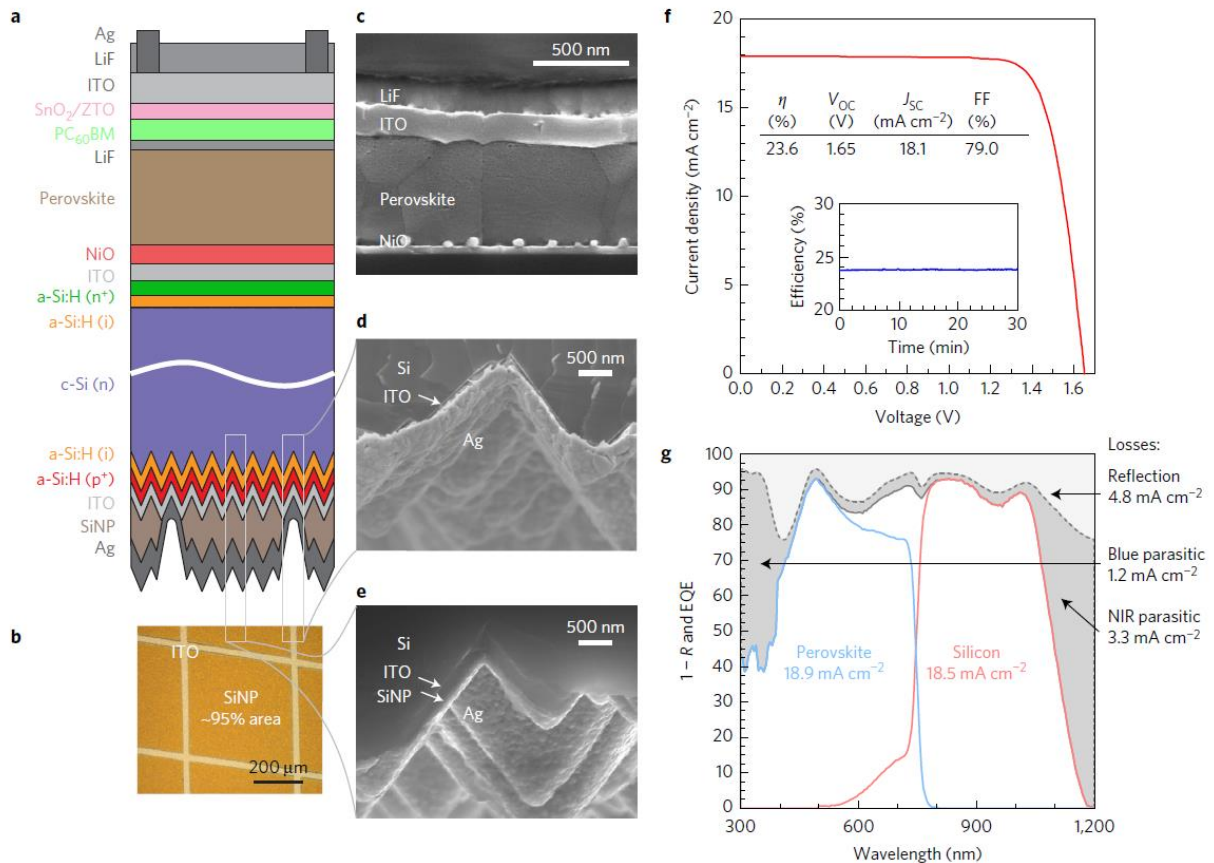 a
Ag
LiF
ITO
SnO₂/ZTO
PC₆₀BM
LiF
Perovskite
NiO
ITO
a-Si:H (n⁺)
a-Si:H (i)
c-Si (n)
a-Si:H (i)
a-Si:H (p⁺)
ITO
SiNP
Ag
b
ITO
SiNP
~95% area
200 µm
c
500 nm
LiF
ITO
Perovskite
NiO
d
500 nm
Si
ITO
Ag
e
500 nm
Si
ITO
SiNP
Ag
f
20
15
10
5
0
Current density (mA cm⁻²)
η V_OC J_SC FF
(%) (V) (mA cm⁻²) (%)
23.6 1.65 18.1 79.0
30
25
20
Efficiency (%)
0 10 20 30
Time (min)
0.0 0.2 0.4 0.6 0.8 1.0 1.2 1.4 1.6
Voltage (V)
g
100
90
80
70
60
50
40
30
20
10
0
1 − R and EQE
Perovskite
18.9 mA cm⁻²
Silicon
18.5 mA cm⁻²
300 600 900 1,200
Wavelength (nm)
Losses:
Reflection
4.8 mA cm⁻²
Blue parasitic
1.2 mA cm⁻²
NIR parasitic
3.3 mA cm⁻²